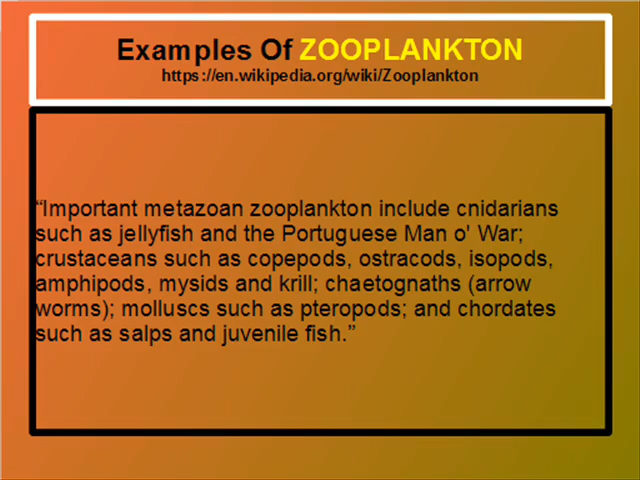 Examples Of ZOOPLANKTON
https://en.wikipedia.org/wiki/Zooplankton
“Important metazoan zooplankton include cnidarians
such as jellyfish and the Portuguese Man o' War;
crustaceans such as copepods, ostracods, isopods,
amphipods, mysids and krill; chaetognaths (arrow
worms); molluscs such as pteropods; and chordates
such as salps and juvenile fish.”